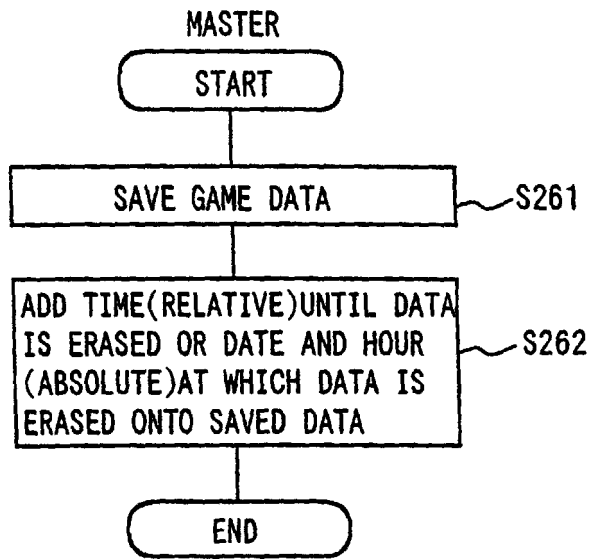 MASTER
START
SAVE GAME DATA
S261
ADD TIME(RELATIVE)UNTIL DATA
IS ERASED OR DATE AND HOUR
(ABSOLUTE)AT WHICH DATA IS
ERASED ONTO SAVED DATA
S262
END